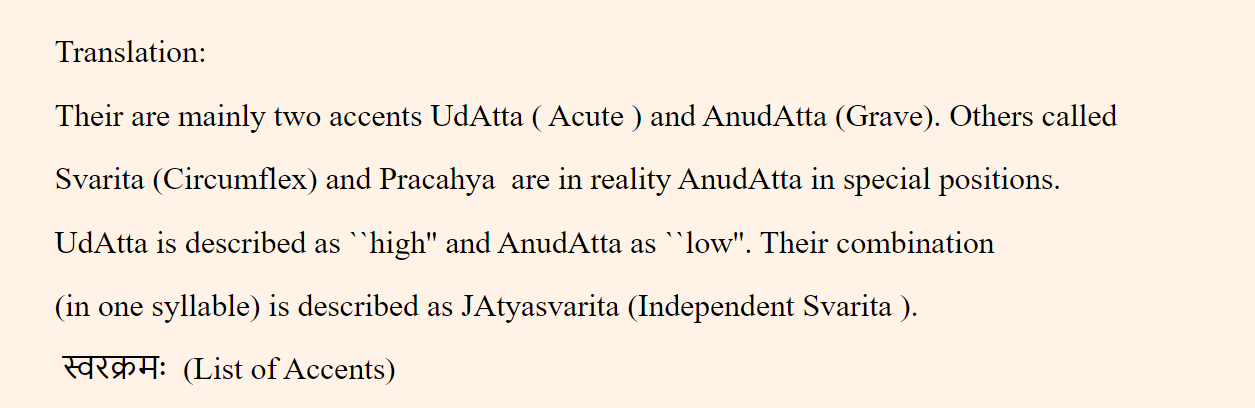 Translation:
Their are mainly two accents UdAtta ( Acute ) and AnudAtta (Grave). Others called
Svarita (Circumflex) and Pracahya  are in reality AnudAtta in special positions.
UdAtta is described as ``high" and AnudAtta as ``low". Their combination
(in one syllable) is described as JAtyasvarita (Independent Svarita ).
स्वरक्रमः  (List of Accents)